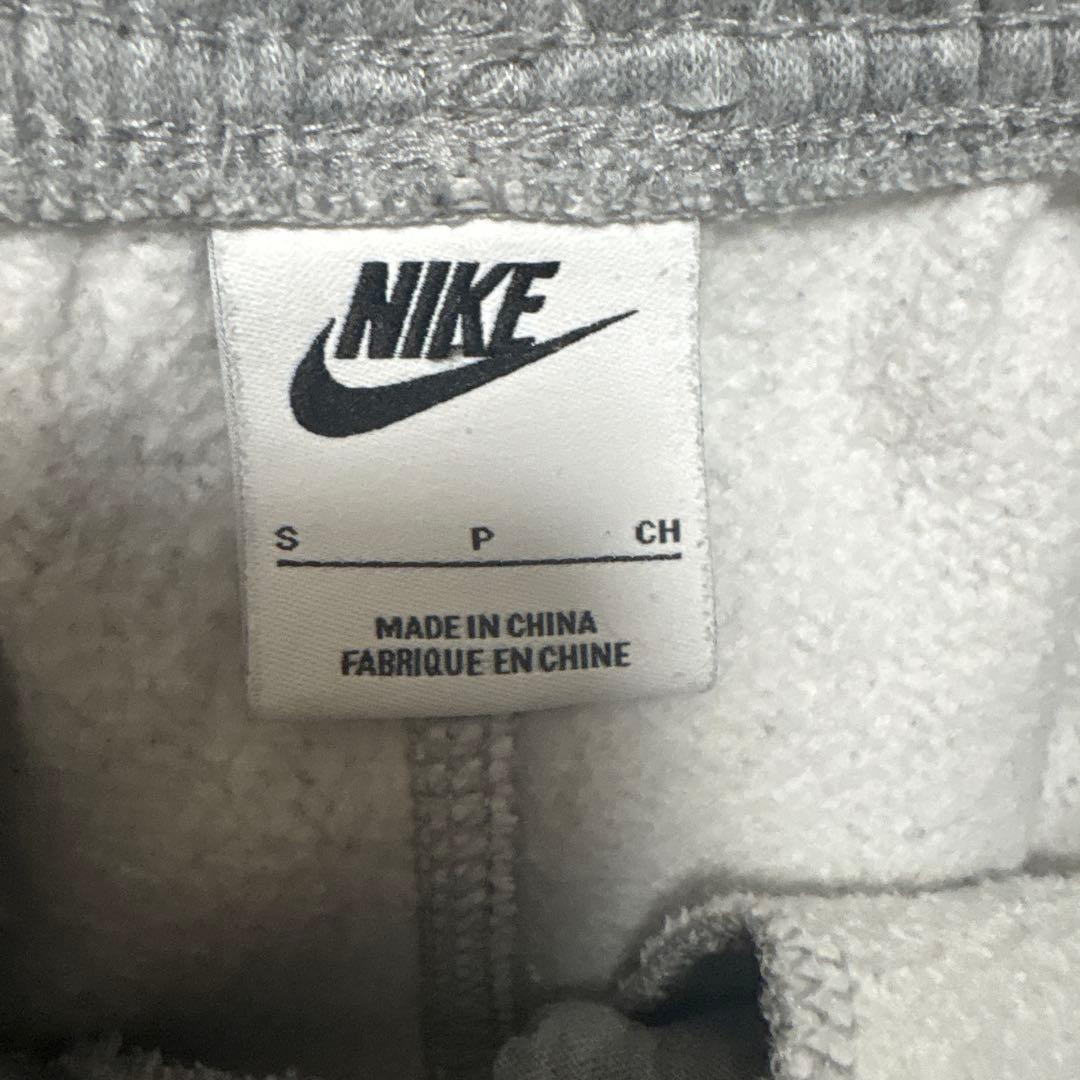 NIKE
S P CH
MADE IN CHINA
FABRIQUE EN CHINE